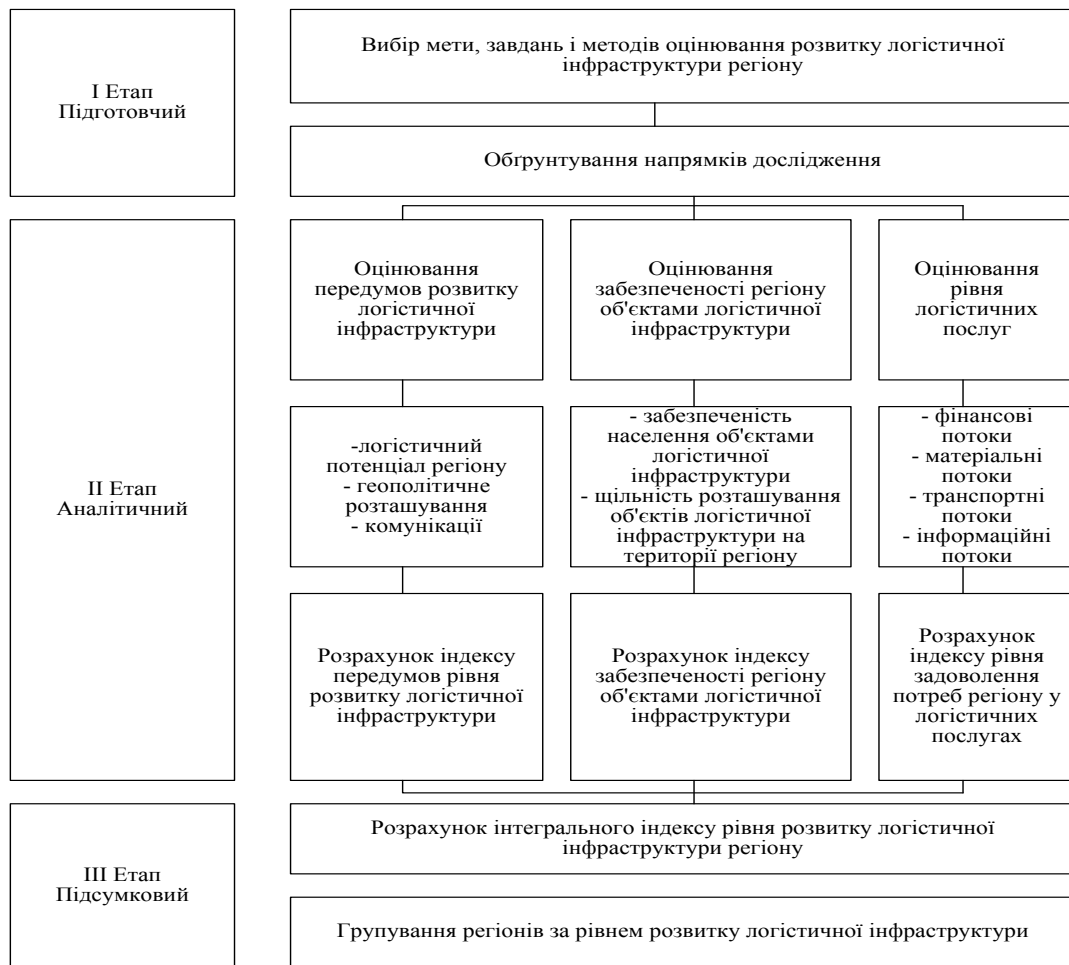 І Етап
Підготовчий
Вибір мети, завдань і методів оцінювання розвитку логістичної
інфраструктури регіону
Обґрунтування напрямків дослідження
ІІ Етап
Аналітичний
Оцінювання
передумов розвитку
логістичної
інфраструктури
Оцінювання
забезпеченості регіону
об'єктами логістичної
інфраструктури
Оцінювання
рівня
логістичних
послуг
-логістичний
потенціал регіону
- геополітичне
розташування
- комунікації
- забезпеченість
населення об'єктами
логістичної
інфраструктури
- щільність розташування
об'єктів логістичної
інфраструктури на
території регіону
- фінансові
потоки
- матеріальні
потоки
- транспортні
потоки
- інформаційні
потоки
Розрахунок індексу
передумов рівня
розвитку логістичної
інфраструктури
Розрахунок індексу
забезпеченості регіону
об'єктами логістичної
інфраструктури
Розрахунок
індексу рівня
задоволення
потреб регіону у
логістичних
послугах
ІІІ Етап
Підсумковий
Розрахунок інтегрального індексу рівня розвитку логістичної
інфраструктури регіону
Групування регіонів за рівнем розвитку логістичної інфраструктури